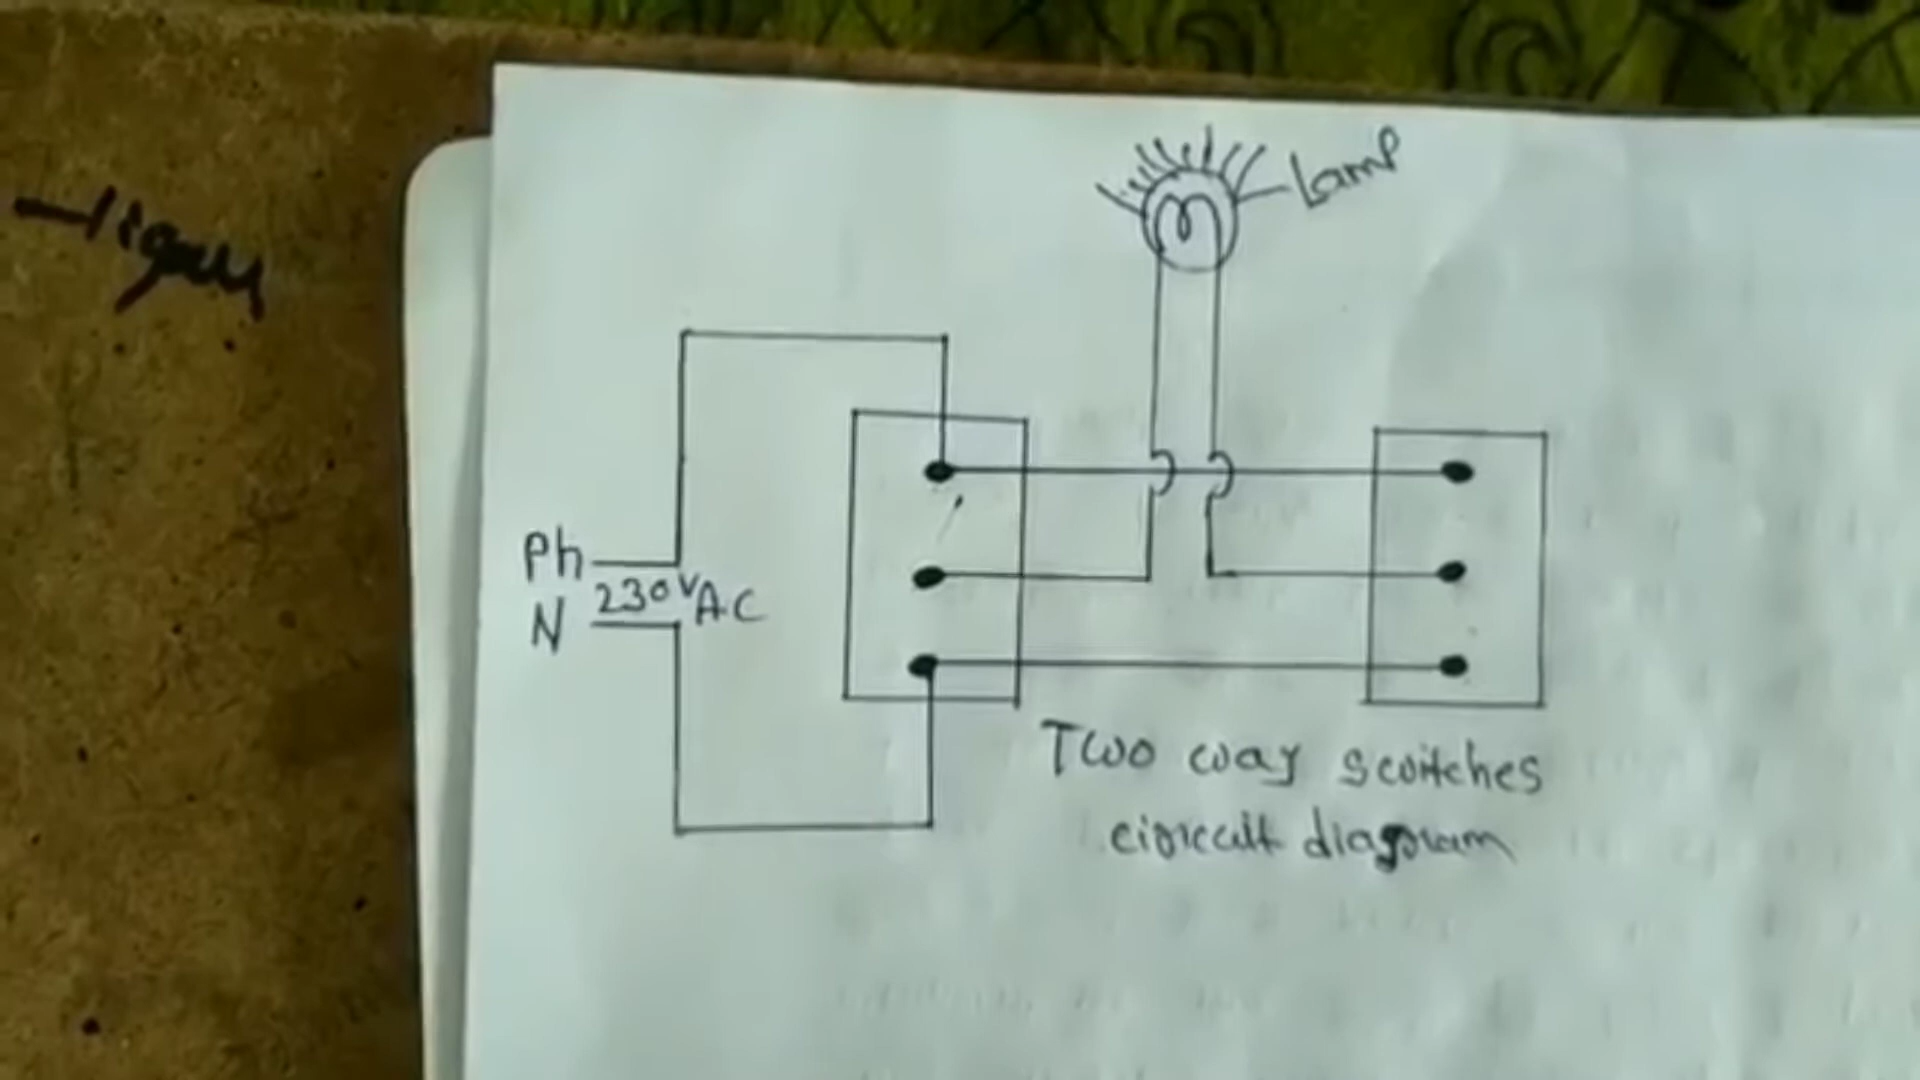 Lamp
Ph
230V A.C
N
Two way switches
circuit diagram